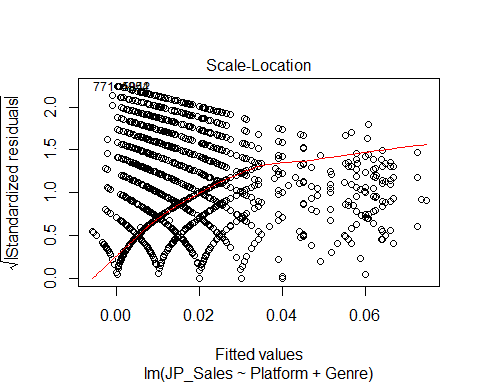 Scale-Location
√|Standardized residuals|
2.0
1.5
1.0
0.5
0.0
0.00
0.02
0.04
0.06
Fitted values
lm(JP_Sales ~ Platform + Genre)